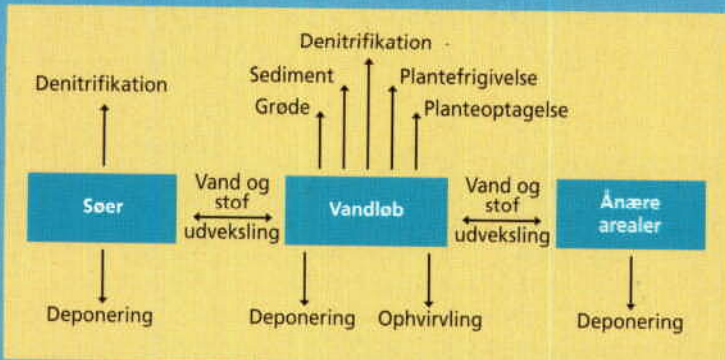 Denitrifikation
Denitrifikation
Sediment
Plantefrigivelse
Grøde
Planteoptagelse
Søer
Vand og
stof
udveksling
Vandløb
Vand og
stof
udveksling
Ånære
arealer
Deponering
Deponering
Ophvirvling
Deponering